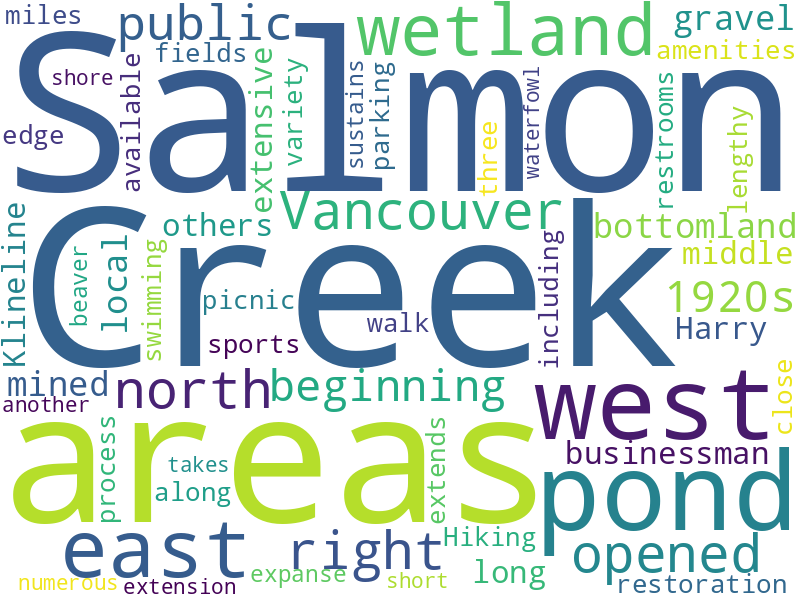 miles
public
wetland
gravel
fields
amenities
Salmon
shore
edge
available
extensive
variety
sustains
parking
three
waterfowl
restrooms
lengthy
Vancouver
others
bottomland
Klineline
beaver
local
swimming
Creek
picnic
walk
sports
including
middle
1920s
Harry
mined
another
north
beginning
west
close
businessman
areas
process
takes
along
extends
pond
east
right
Hiking
opened
long
numerous
extension
expanse
short
restoration